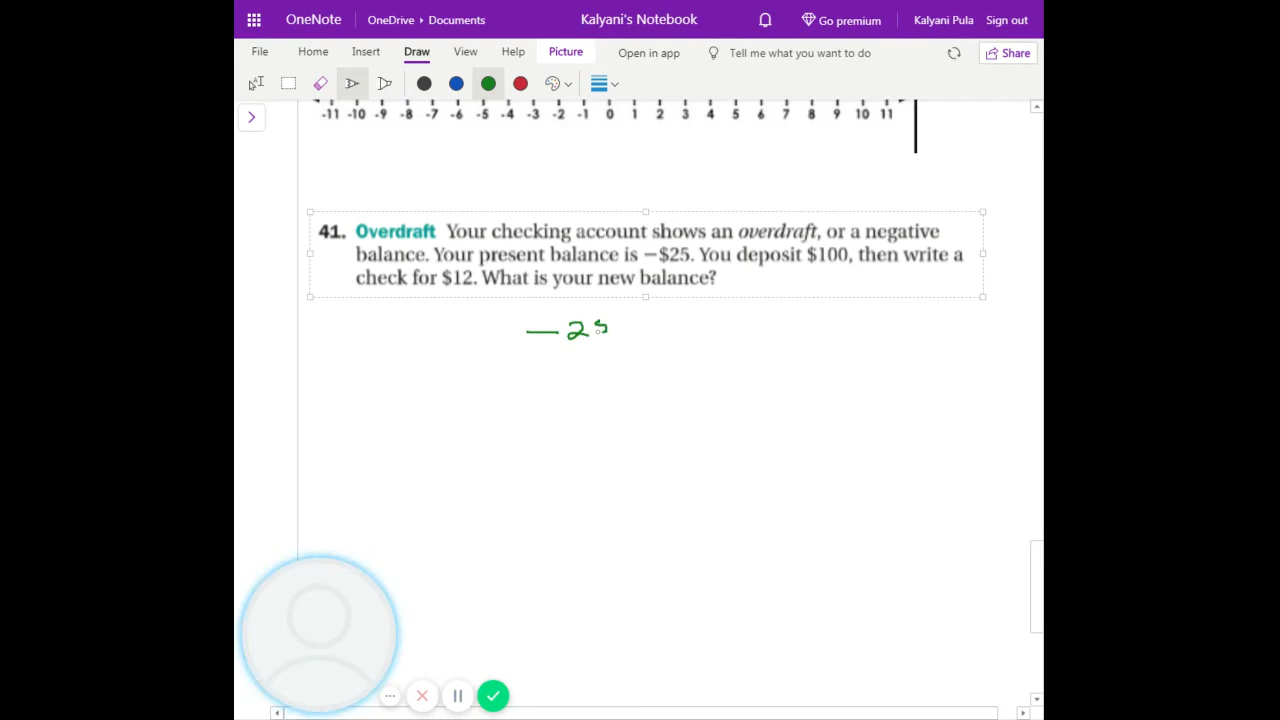 OneNote OneDrive › Documents Kalyani's Notebook Go premium Kalyani Pula Sign out
File Home Insert Draw View Help Picture Open in app Tell me what you want to do Share
-11 -10 -9 -8 -7 -6 -5 -4 -3 -2 -1 0 1 2 3 4 5 6 7 8 9 10 11
41. Overdraft Your checking account shows an overdraft, or a negative
balance. Your present balance is −$25. You deposit $100, then write a
check for $12. What is your new balance?
— 25